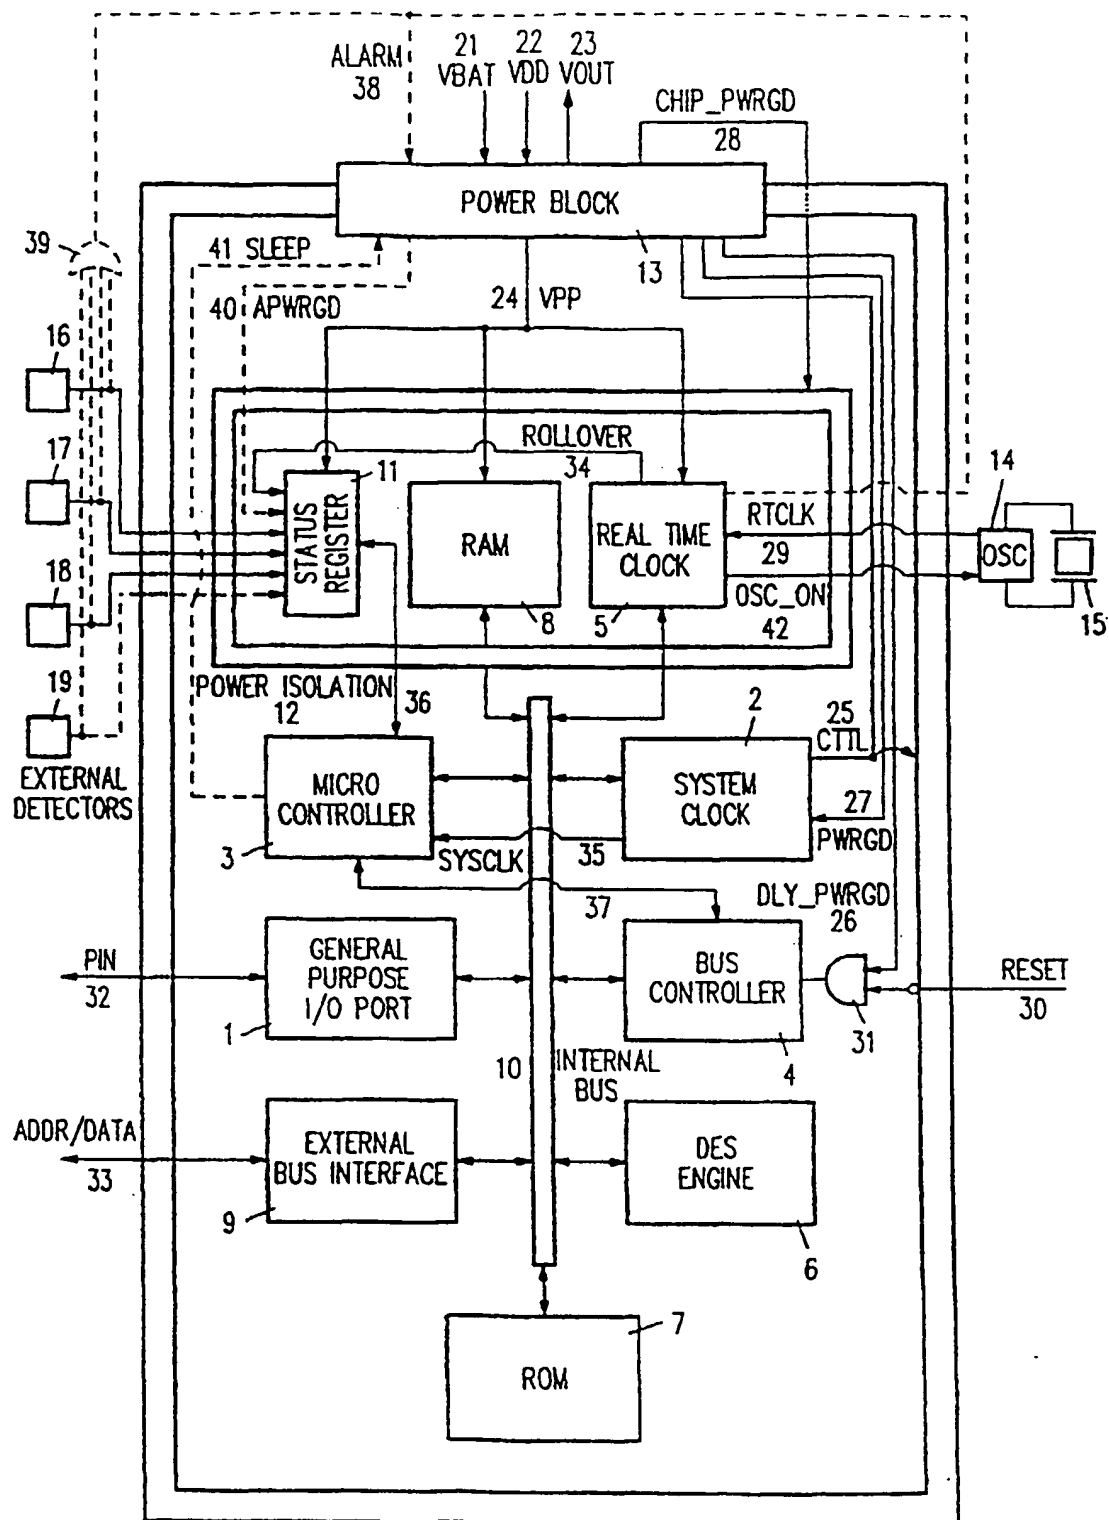 ALARM
38
21
VBAT
22
VDD
23
VOUT
CHIP_PWRGD
28
POWER BLOCK
13
39
41 SLEEP
40 APWRGD
24 VPP
16
17
18
19
EXTERNAL
DETECTORS
ROLLOVER
34
11
STATUS
REGISTER
RAM
8
REAL TIME
CLOCK
5
RTCLK
29
OSC_ON
42
14
OSC
15
POWER ISOLATION
12
36
MICRO
CONTROLLER
3
2
SYSTEM
CLOCK
25
CTTL
27
PWRGD
SYSCLK
35
37
DLY_PWRGD
26
PIN
32
GENERAL
PURPOSE
I/O PORT
1
BUS
CONTROLLER
4
31
RESET
30
10
INTERNAL
BUS
ADDR/DATA
33
EXTERNAL
BUS INTERFACE
9
DES
ENGINE
6
7
ROM